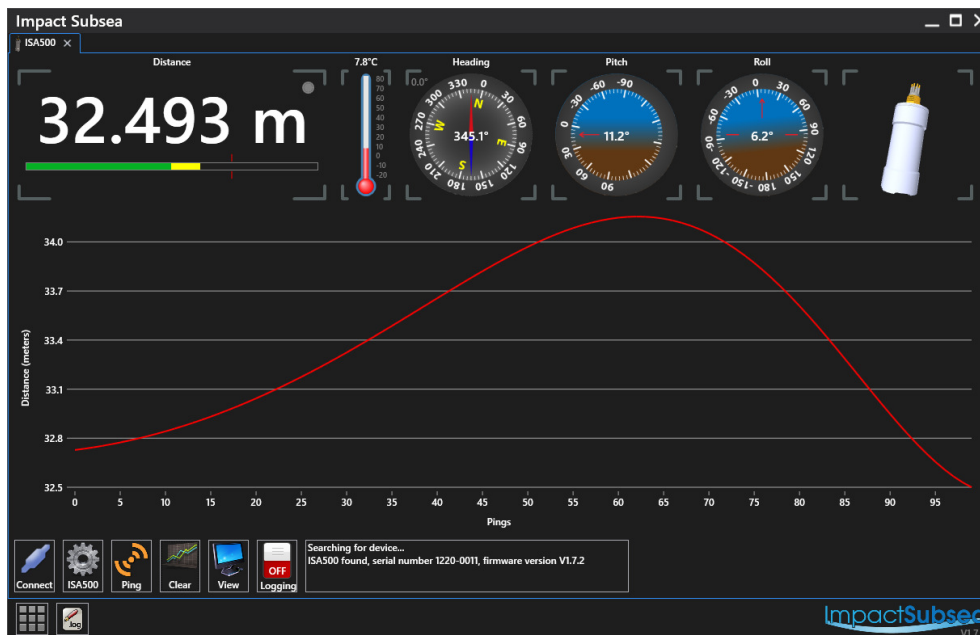 Impact Subsea
ISA500
Distance
32.493 m
7.8°C
80
70
60
50
40
30
20
10
0
-10
-20
Heading
0.0°
330 0 30 60 90 120 150 180 210 240 270 300
N E S W
345.1°
Pitch
-90 -60 -30 0 30 60 90
11.2°
Roll
0 30 60 90 120 150 180 -150 -120 -90 -60 -30
6.2°
34.0
33.7
33.4
33.1
32.8
32.5
Distance (meters)
0 5 10 15 20 25 30 35 40 45 50 55 60 65 70 75 80 85 90 95
Pings
Connect
ISA500
Ping
Clear
View
OFF
Logging
Searching for device...
ISA500 found, serial number 1220-0011, firmware version V1.7.2
.log
ImpactSubsea